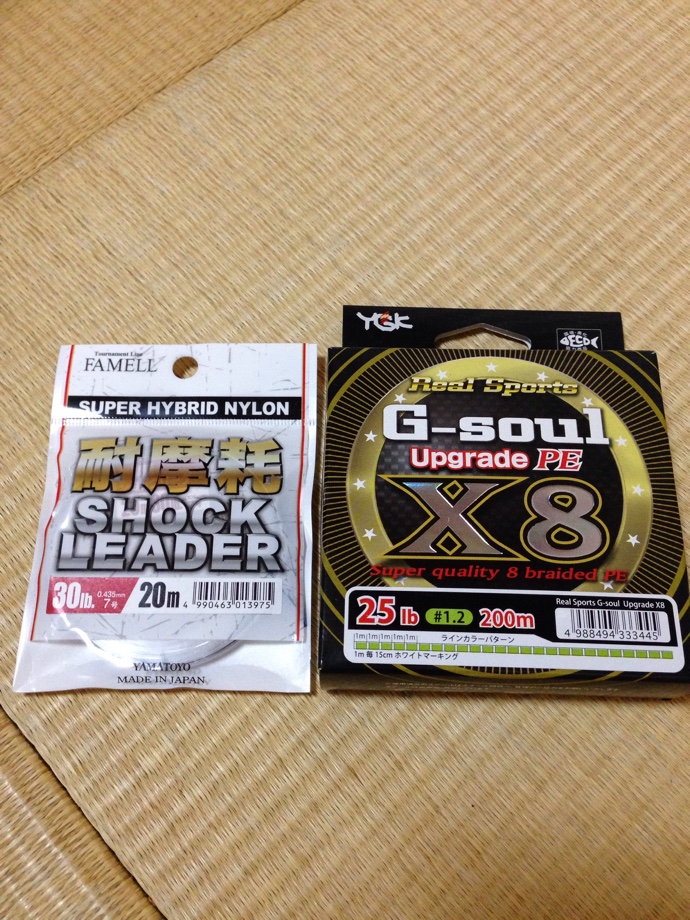 Tournament Line
FAMELL
SUPER HYBRID NYLON
耐摩耗
SHOCK
LEADER
30lb. 0.435mm 7号 20m
4 990463 013975
YAMATOYO
MADE IN JAPAN
YGK
Real Sports
G-soul
Upgrade PE
X8
Super quality 8 braided PE
25 lb #1.2 200m
Real Sports G-soul Upgrade X8
4 988494 333445
1m 1m 1m 1m 1m ラインカラーパターン
1m 毎 15cm ホワイトマーキング